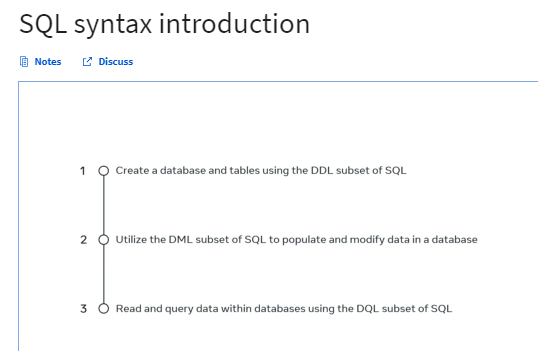 SQL syntax introduction
Notes Discuss
1 Create a database and tables using the DDL subset of SQL
2 Utilize the DML subset of SQL to populate and modify data in a database
3 Read and query data within databases using the DQL subset of SQL